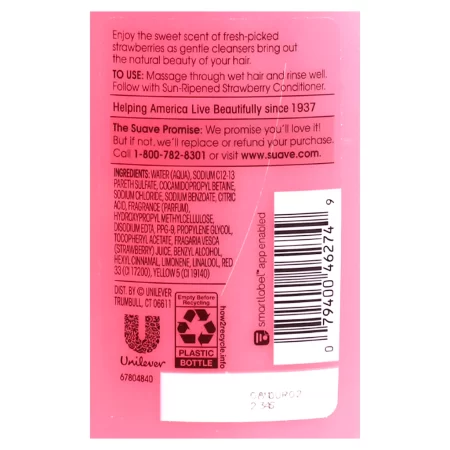 Enjoy the sweet scent of fresh-picked
strawberries as gentle cleansers bring out
the natural beauty of your hair.
TO USE: Massage through wet hair and rinse well.
Follow with Sun-Ripened Strawberry Conditioner.
Helping America Live Beautifully since 1937
The Suave Promise: We promise you'll love it!
But if not, we'll replace or refund your purchase.
Call 1-800-782-8301 or visit www.suave.com.
INGREDIENTS: WATER (AQUA), SODIUM C12-13
PARETH SULFATE, COCAMIDOPROPYL BETAINE,
SODIUM CHLORIDE, SODIUM BENZOATE, CITRIC
ACID, FRAGRANCE (PARFUM),
HYDROXYPROPYL METHYLCELLULOSE,
DISODIUM EDTA, PPG-9, PROPYLENE GLYCOL,
TOCOPHERYL ACETATE, FRAGARIA VESCA
(STRAWBERRY) JUICE, BENZYL ALCOHOL,
HEXYL CINNAMAL, LIMONENE, LINALOOL, RED
33 (CI 17200), YELLOW 5 (CI 19140)
DIST. BY © UNILEVER
TRUMBULL, CT 06611
Unilever
67804840
Empty Before
Recycling
PLASTIC
BOTTLE
how2recycle.info
smartlabel™ app enabled
0 79400 46274 9